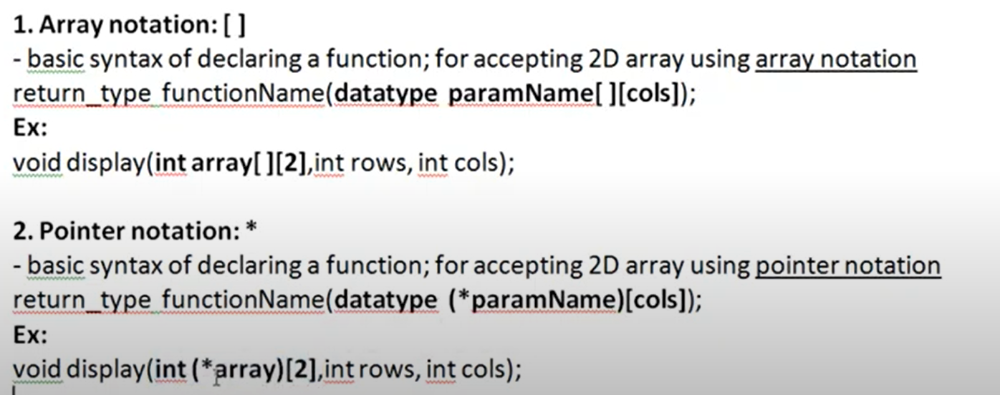 1. Array notation: [ ]
- basic syntax of declaring a function; for accepting 2D array using array notation
return_type functionName(datatype paramName[ ][cols]);
Ex:
void display(int array[ ][2],int rows, int cols);
2. Pointer notation: *
- basic syntax of declaring a function; for accepting 2D array using pointer notation
return_type functionName(datatype (*paramName)[cols]);
Ex:
void display(int (*array)[2],int rows, int cols);